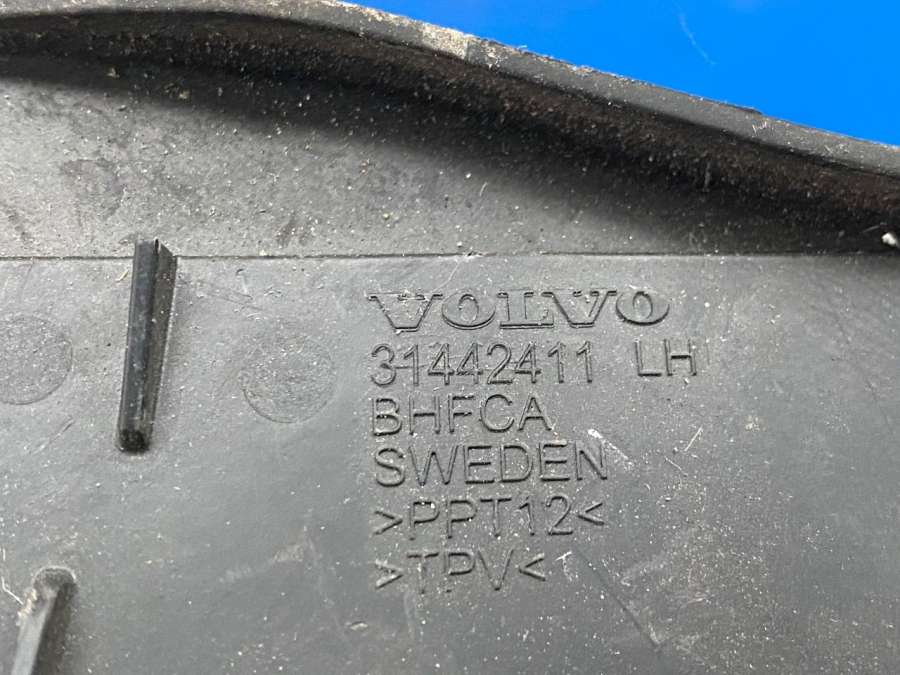 VOLVO
31442411 LH
BHFCA
SWEDEN
>PPT12<
>TPV<